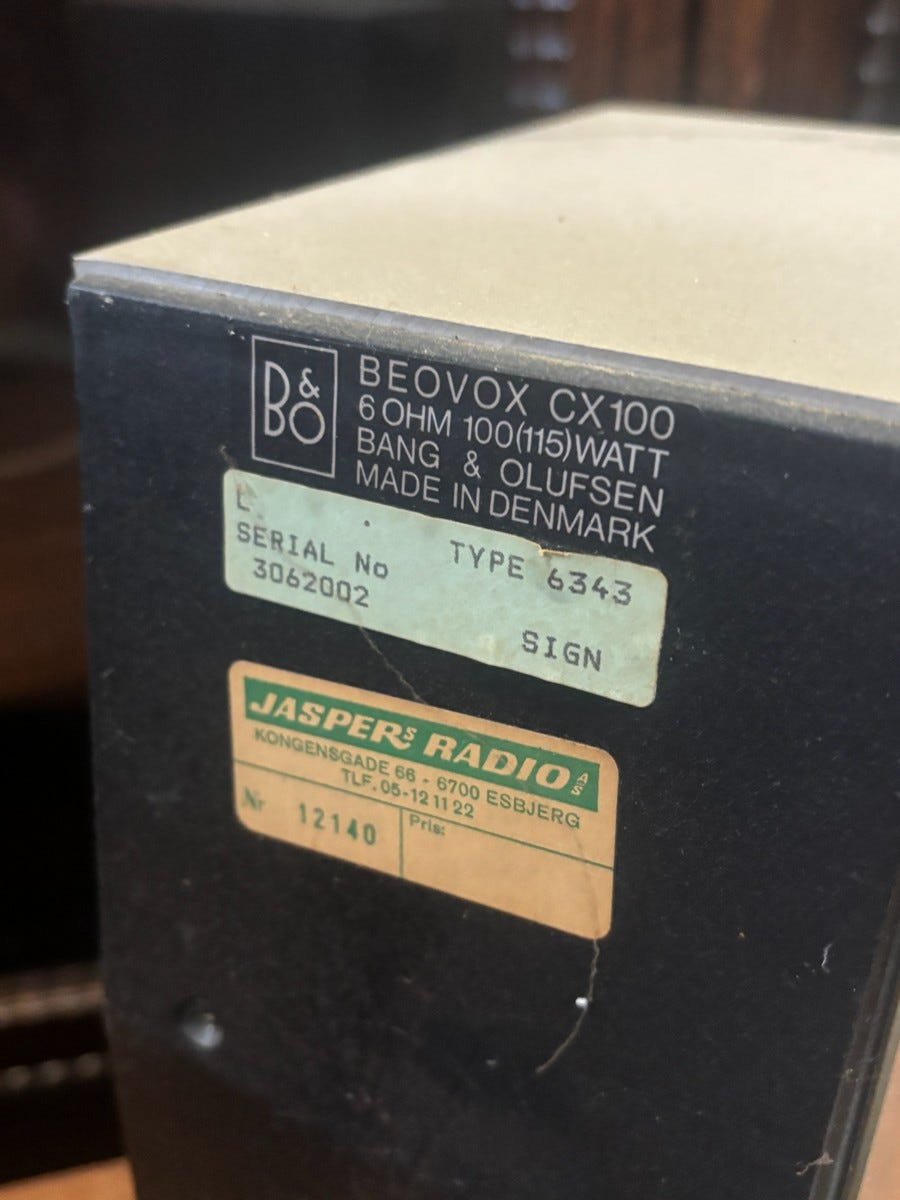 B&O
BEOVOX CX100
6 OHM 100(115)WATT
BANG & OLUFSEN
MADE IN DENMARK
L
TYPE 6343
SERIAL No
3062002
SIGN
JASPERS RADIO A/S
KONGENSGADE 66 - 6700 ESBJERG
TLF. 05-12 11 22
Nr 12140 Pris: